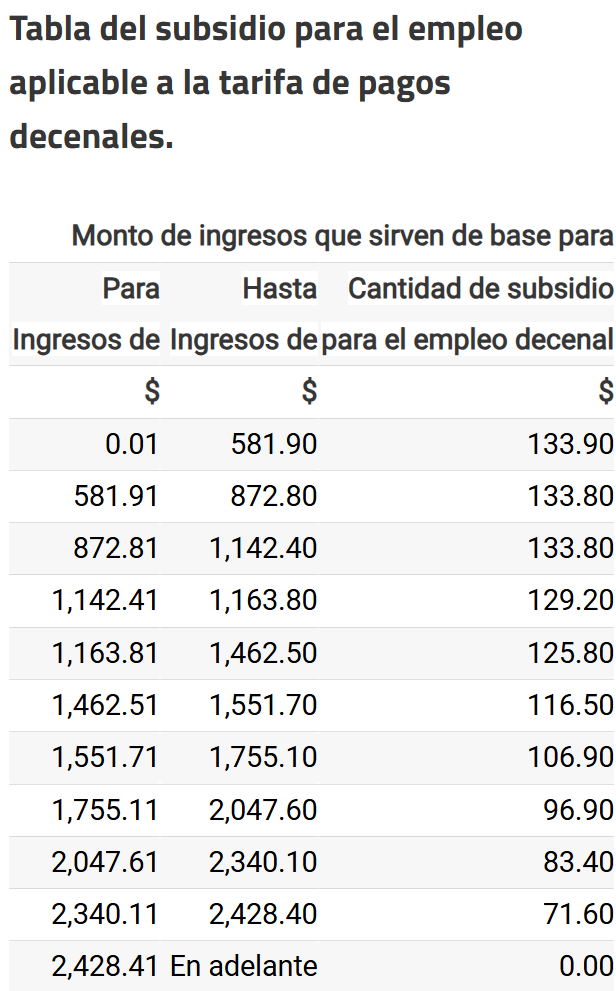 Tabla del subsidio para el empleo
aplicable a la tarifa de pagos
decenales.
Monto de ingresos que sirven de base para
Para Hasta Cantidad de subsidio
Ingresos de Ingresos de para el empleo decenal
$ $ $
0.01 581.90 133.90
581.91 872.80 133.80
872.81 1,142.40 133.80
1,142.41 1,163.80 129.20
1,163.81 1,462.50 125.80
1,462.51 1,551.70 116.50
1,551.71 1,755.10 106.90
1,755.11 2,047.60 96.90
2,047.61 2,340.10 83.40
2,340.11 2,428.40 71.60
2,428.41 En adelante 0.00